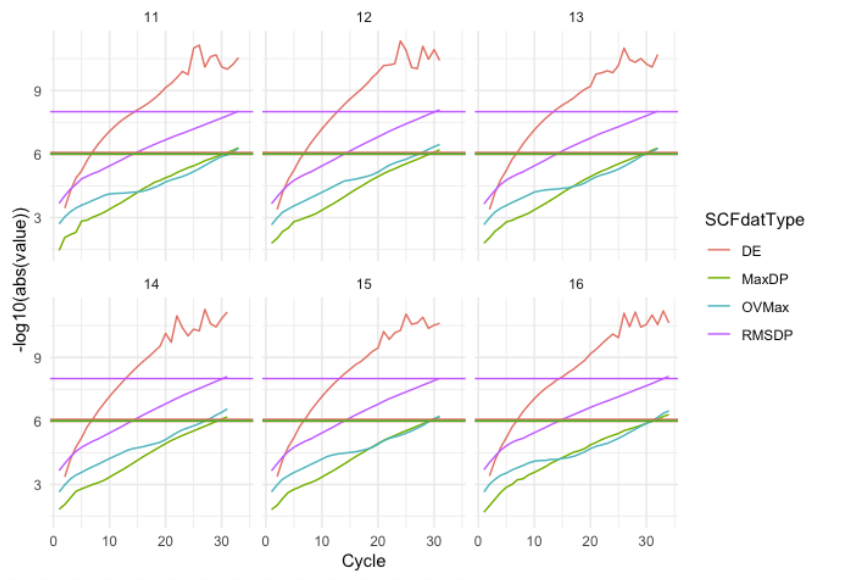 11 12 13
9
6
3
-log10(abs(value))
14 15 16
9
6
3
0 10 20 30 0 10 20 30 0 10 20 30
Cycle
SCFdatType
DE
MaxDP
OVMax
RMSDP